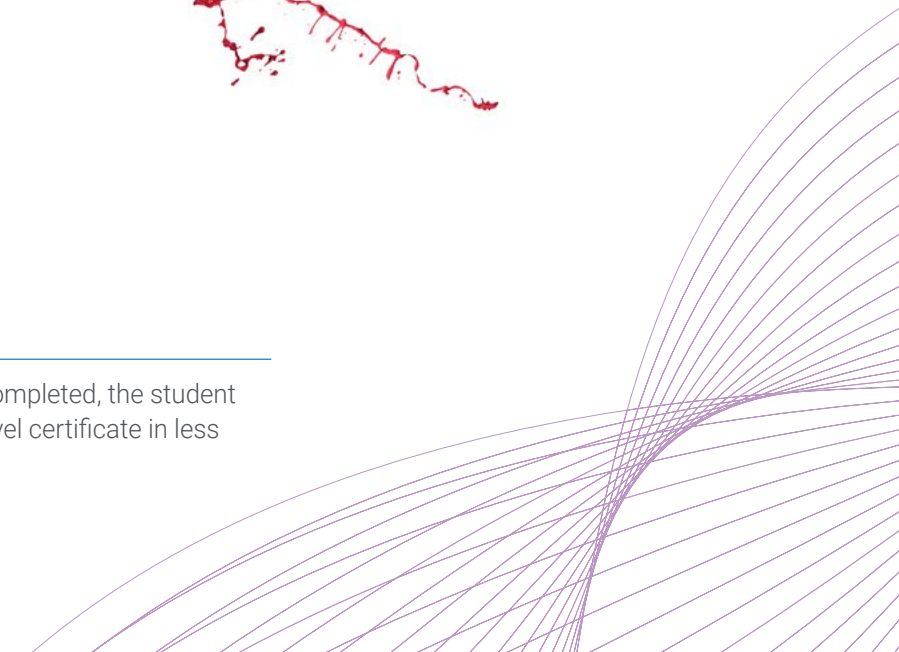 ompleted, the student
vel certificate in less